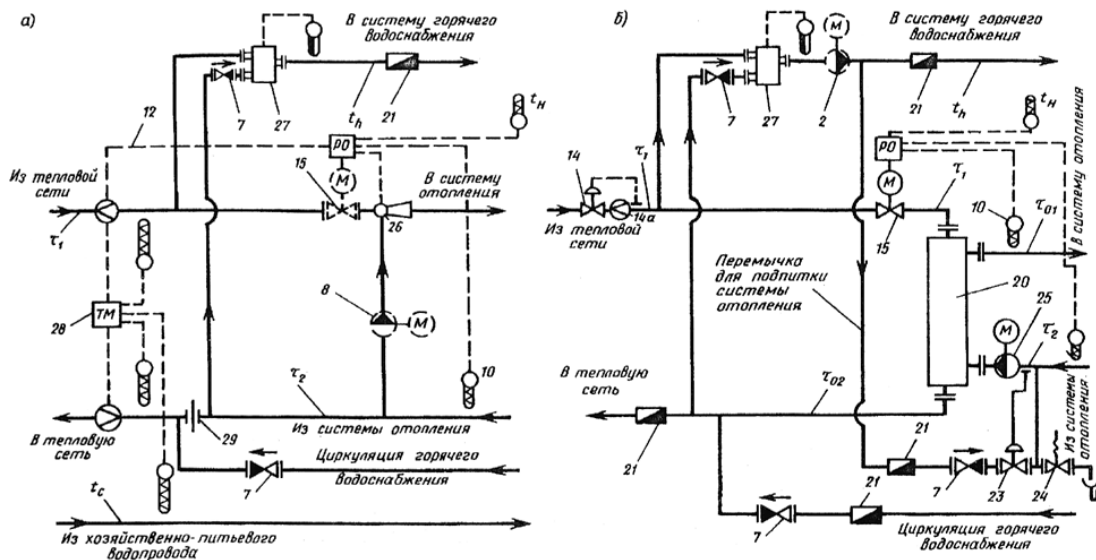 а)
В систему горячего
водоснабжения
7
27
t_h
21
t_н
12
15
РО
М
Из тепловой
сети
τ_1
В систему
отопления
26
8
М
28
ТМ
τ_2
10
В тепловую
сеть
29
Из системы отопления
Циркуляция горячего
водоснабжения
7
t_c
Из хозяйственно-питьевого
водопровода
б)
В систему горячего
водоснабжения
М
7
27
2
21
t_h
t_н
14
τ_1
РО
М
τ_1
14а
Из тепловой
сети
15
10
В систему отопления
τ_01
Перемычка
для подпитки
системы
отопления
20
М
25
τ_2
В тепловую
сеть
τ_02
21
21
Из системы
отопления.
7
23
24
21
7
Циркуляция горячего
водоснабжения